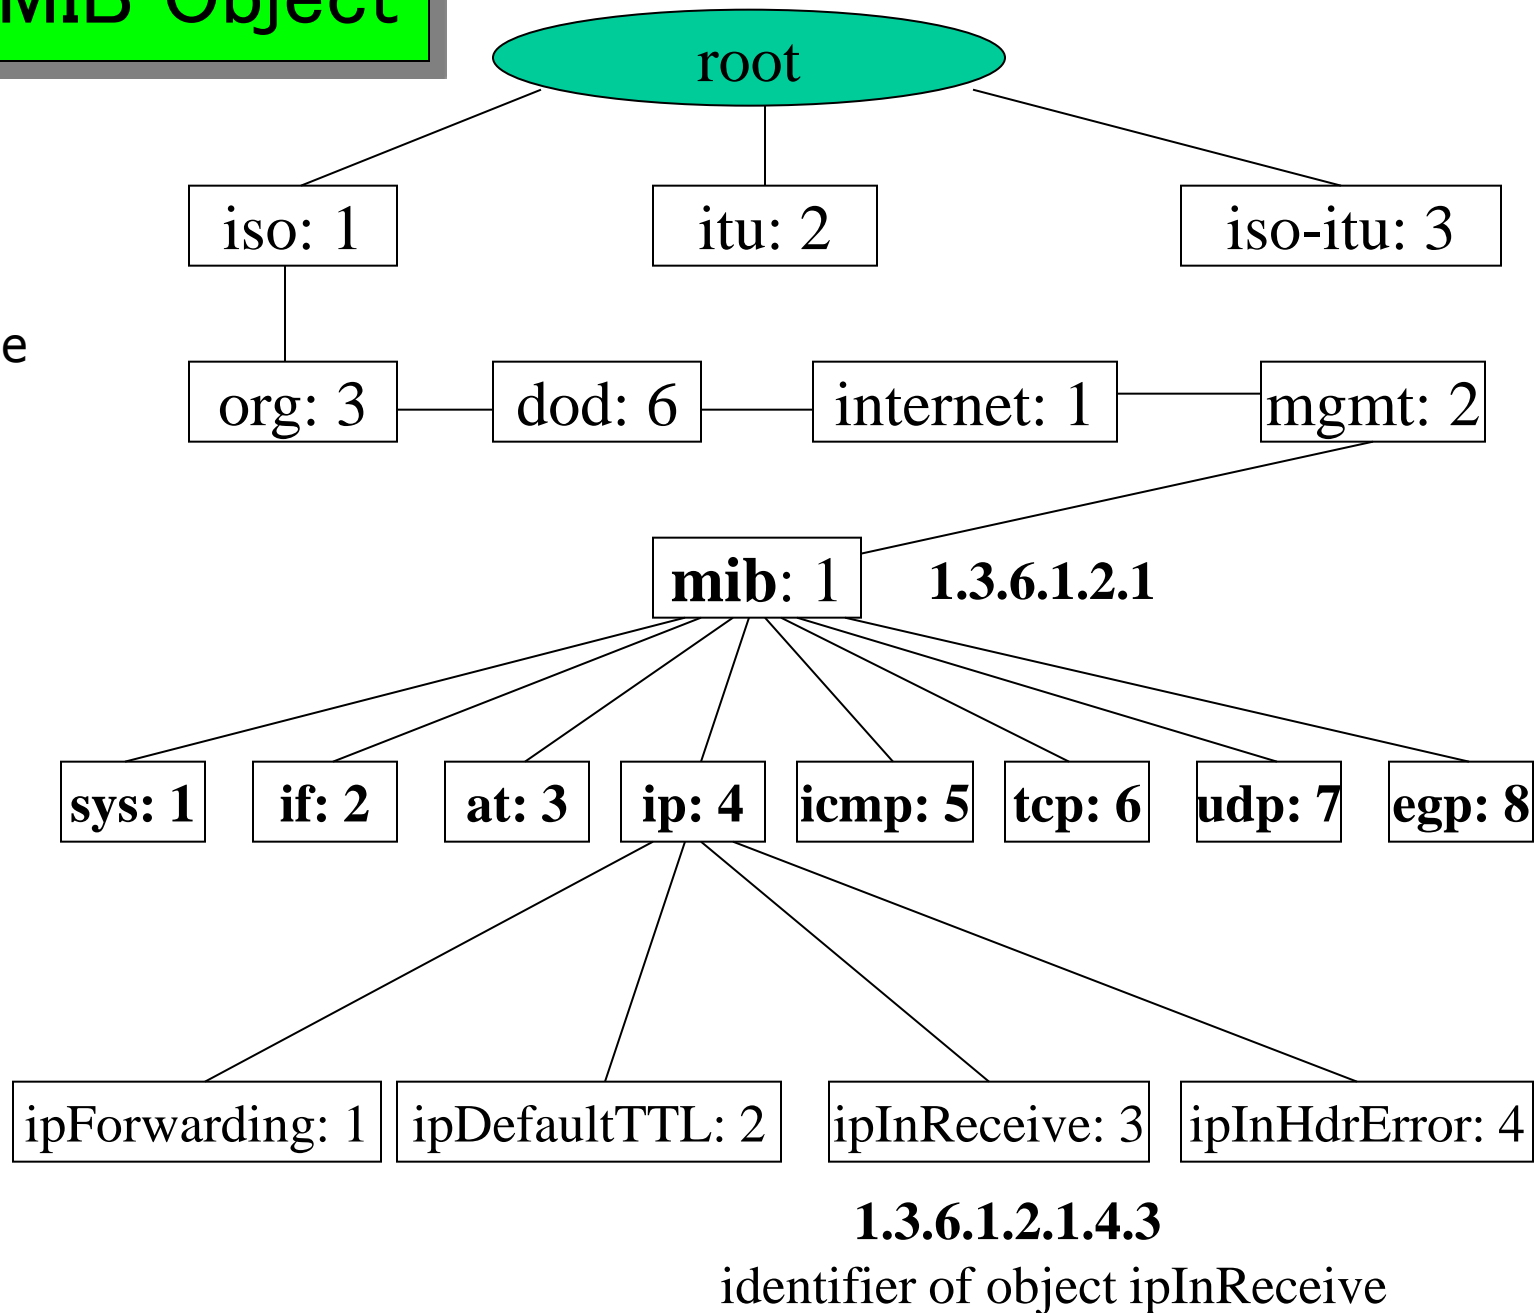 MIB Object
root
iso: 1
itu: 2
iso-itu: 3
e
org: 3
dod: 6
internet: 1
mgmt: 2
mib: 1
1.3.6.1.2.1
sys: 1
if: 2
at: 3
ip: 4
icmp: 5
tcp: 6
udp: 7
egp: 8
ipForwarding: 1
ipDefaultTTL: 2
ipInReceive: 3
ipInHdrError: 4
1.3.6.1.2.1.4.3
identifier of object ipInReceive